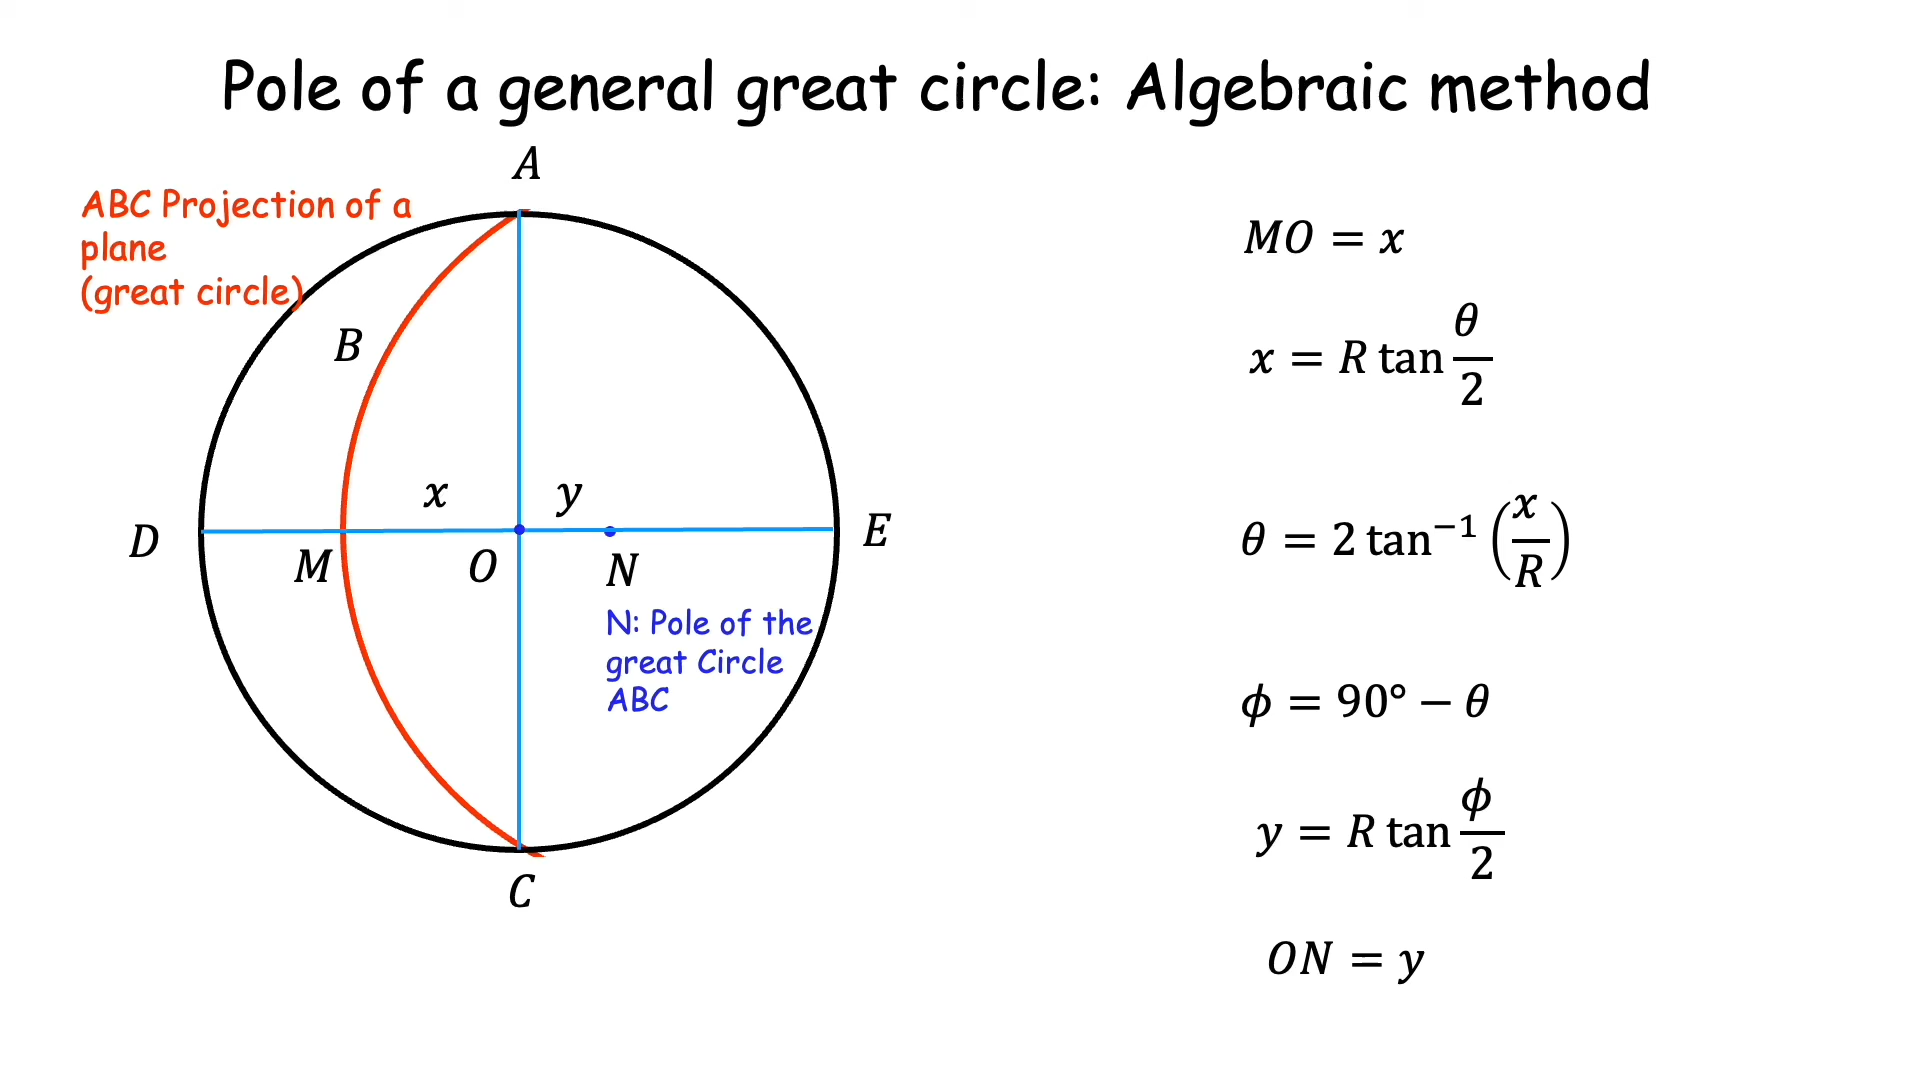 Pole of a general great circle: Algebraic method
A
ABC Projection of a
plane
(great circle)
B
x
y
D
M
O
N
E
N: Pole of the
great Circle
ABC
C
MO = x
x = R tan θ/2
θ = 2 tan⁻¹ (x/R)
ϕ = 90° − θ
y = R tan ϕ/2
ON = y